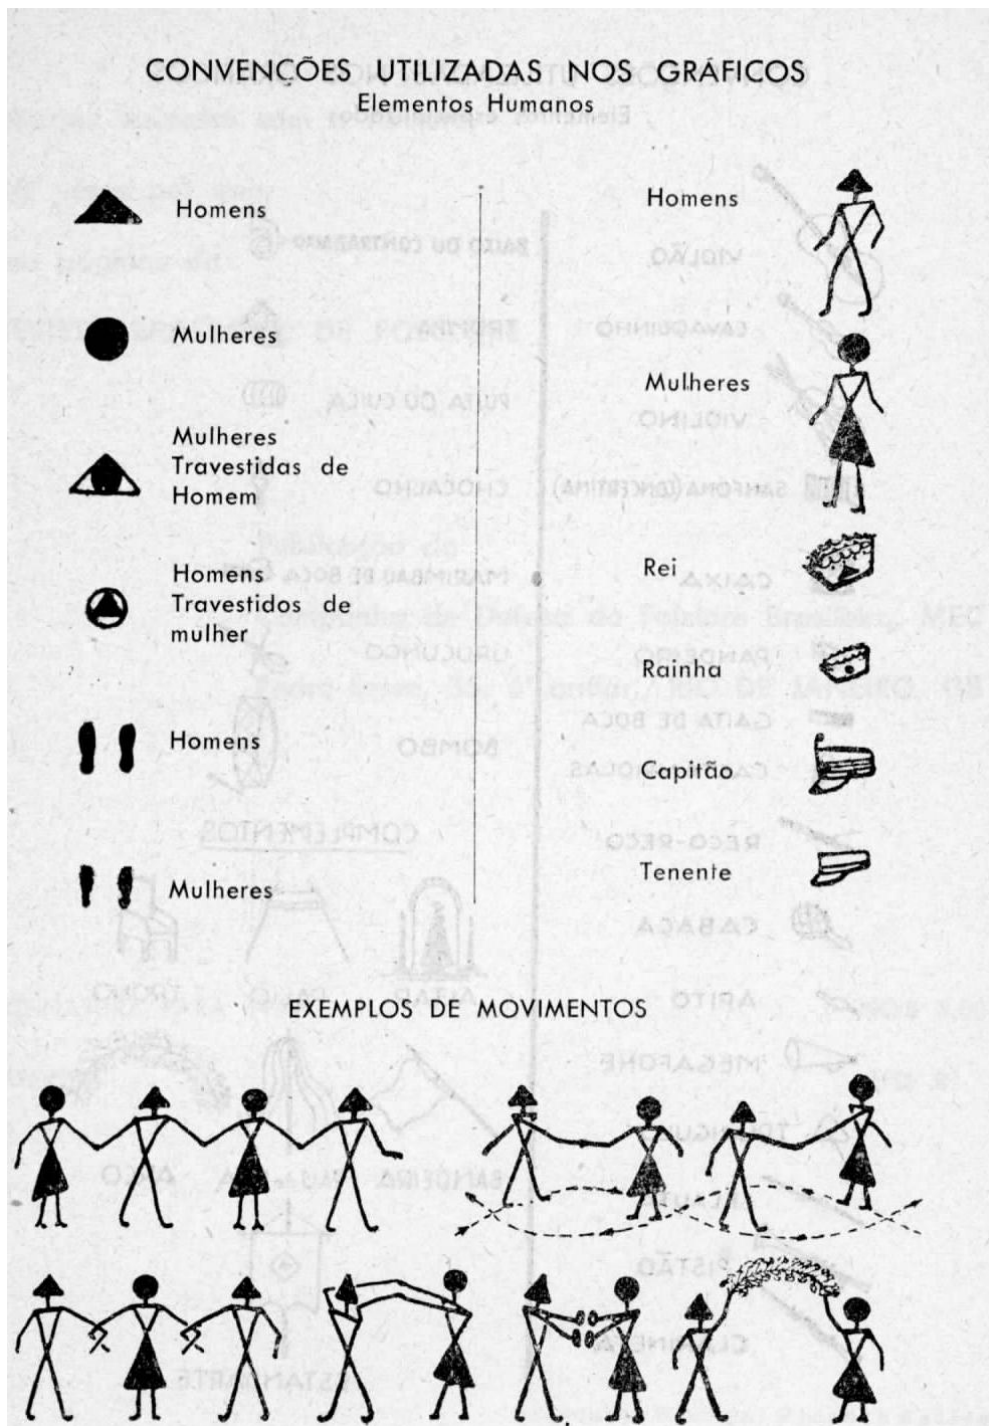 CONVENÇÕES UTILIZADAS NOS GRÁFICOS
Elementos Humanos
Homens
Mulheres
Mulheres
Travestidas de
Homem
Homens
Travestidos de
mulher
Homens
Mulheres
Homens
Mulheres
Rei
Rainha
Capitão
Tenente
EXEMPLOS DE MOVIMENTOS